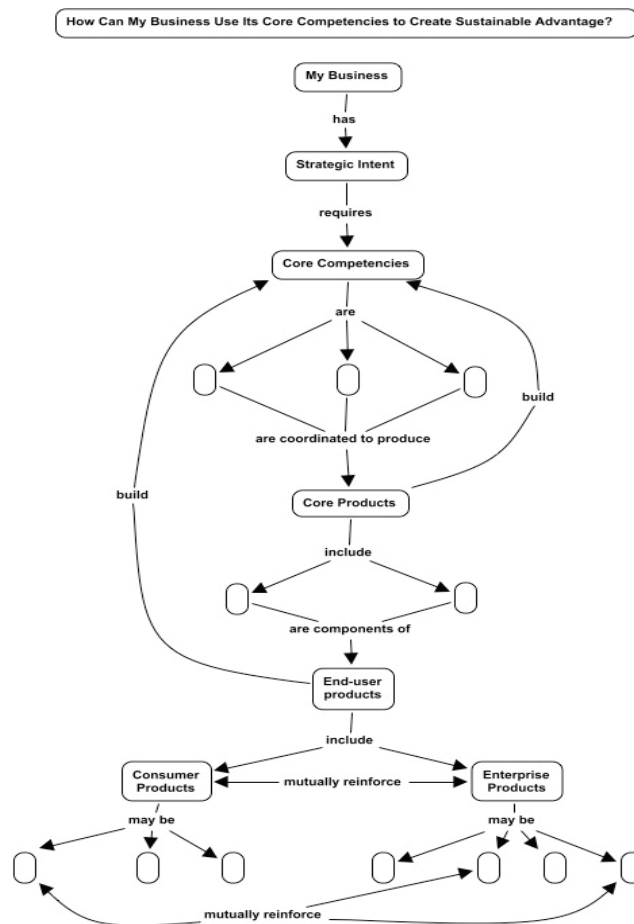 How Can My Business Use Its Core Competencies to Create Sustainable Advantage?
My Business
has
Strategic Intent
requires
Core Competencies
are
build
are coordinated to produce
build
Core Products
include
are components of
End-user
products
include
Consumer
Products
mutually reinforce
Enterprise
Products
may be
may be
mutually reinforce